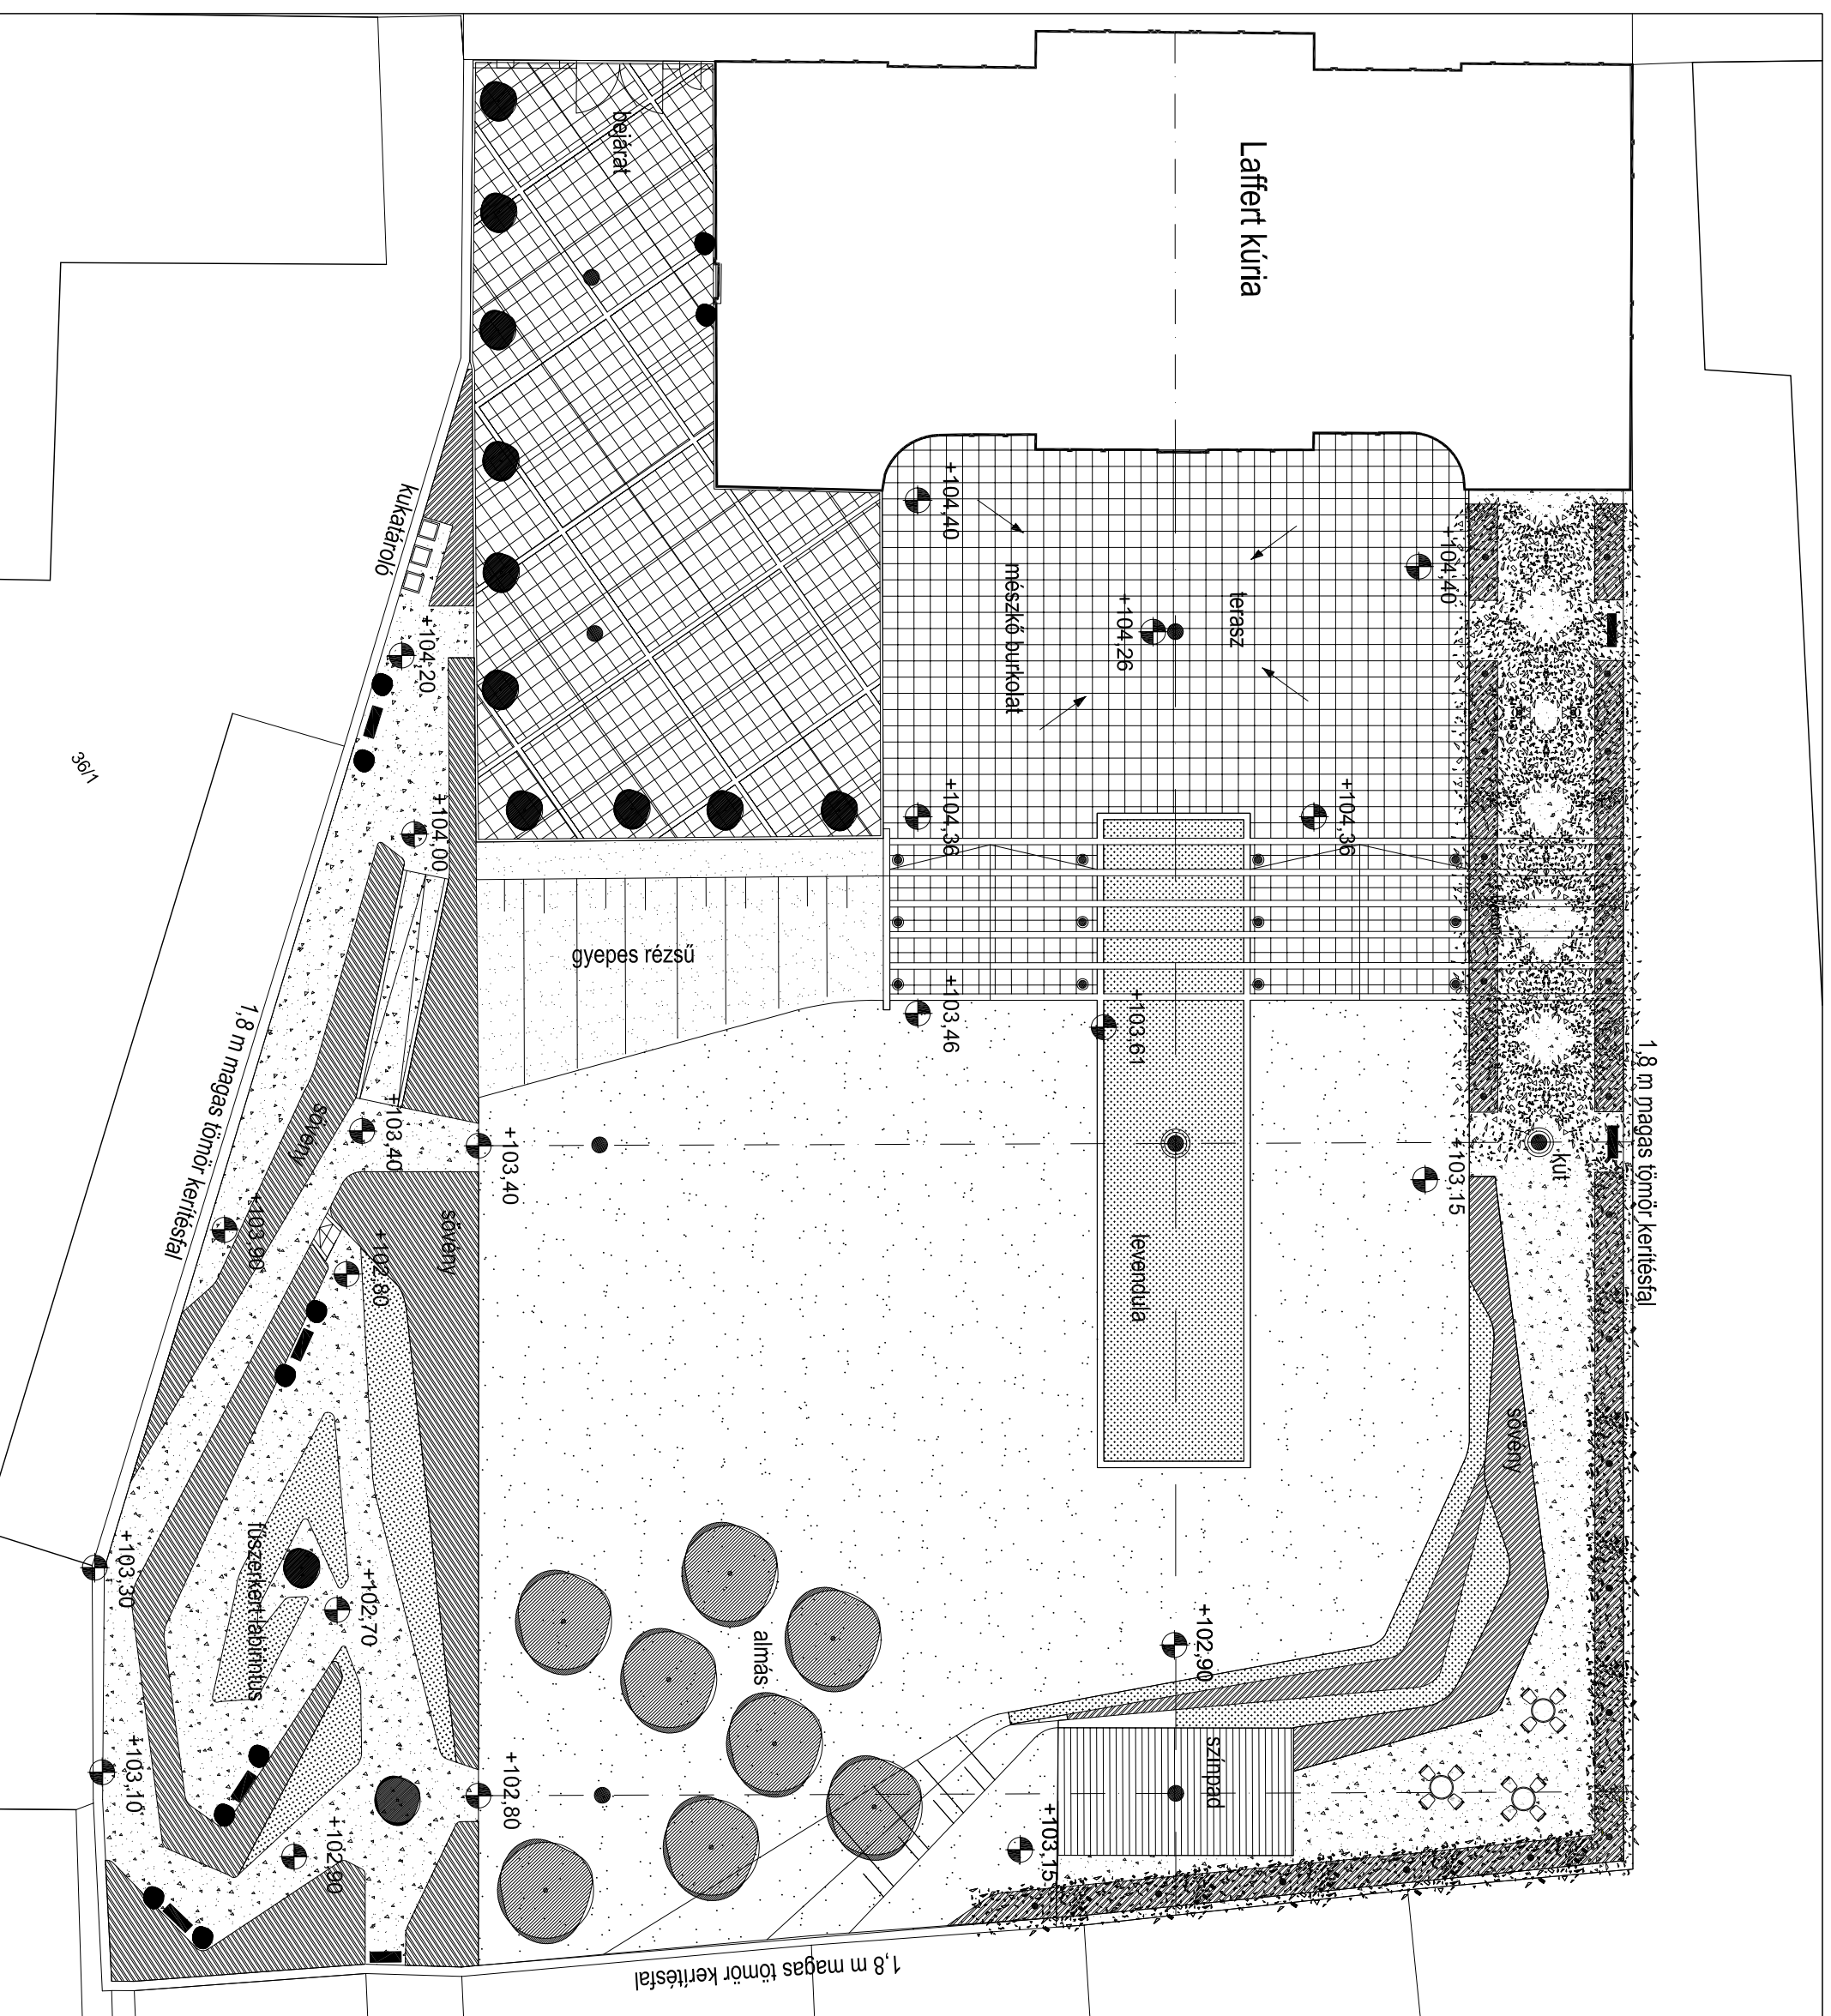 Laffert kúria
bejárat
+104,40
+104,40
mészkő burkolat
terasz
+104.26
kukatároló
+104,20
+104,00
+104,36
+104,36
36/1
gyepes rézsű
+103,46
+103.61
1,8 m magas tömör kerítésfal
1,8 m magas tömör kerítésfal
sövény
+103,40
+103,40
+103,15
kút
+103,90
+102,80
sövény
levendula
sövény
fűszerkert-labirintus
+103,30
+102,70
almás
+102,90
színpad
+103,10
+102,80
+102,90
+103,15
1,8 m magas tömör kerítésfal